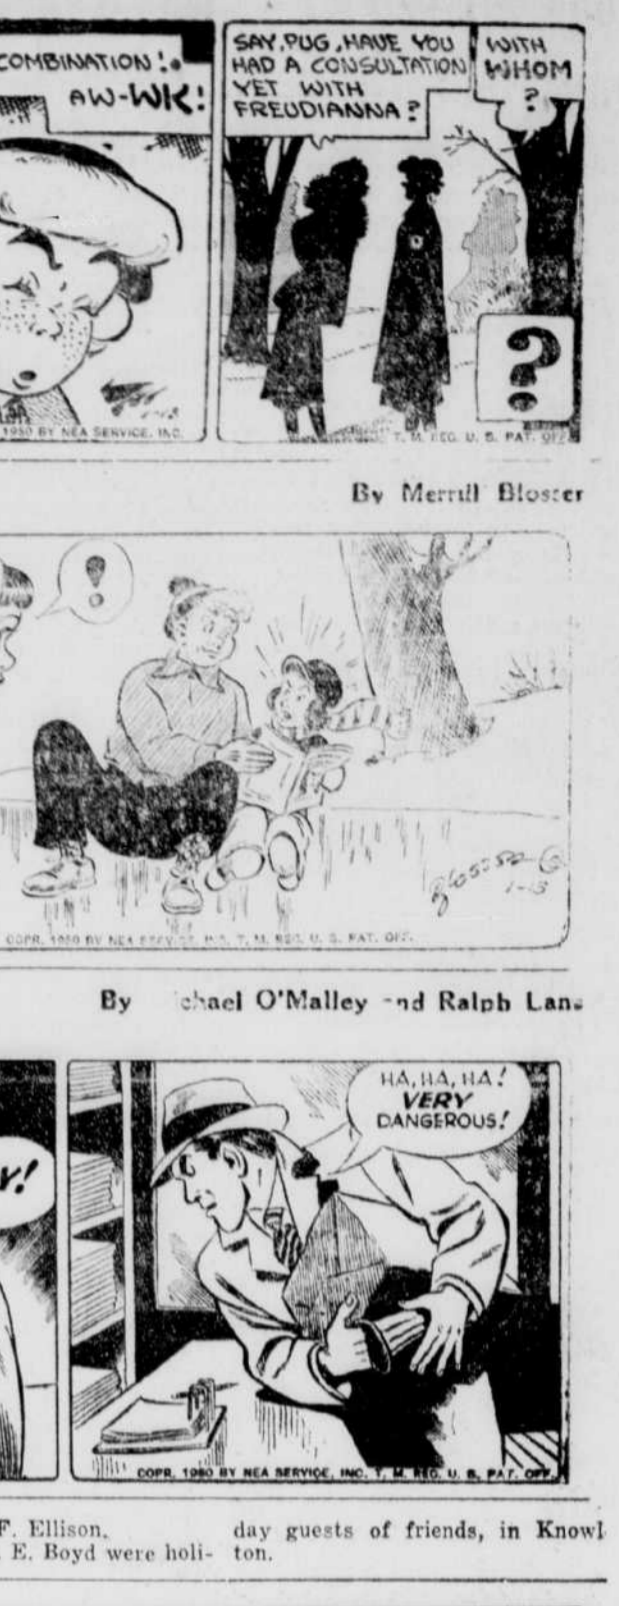 COMBINATION!
AW-WK!
SAY, PUG, HAVE YOU
HAD A CONSULTATION
YET WITH
FREUDIANNA?
WITH
WHOM
?
?
1950 BY NEA SERVICE, INC.
T. M. REG. U. S. PAT. OFF.
By Merrill Blosser
!
1-13
COPR. 1950 BY NEA SERVICE, INC. T. M. REG. U. S. PAT. OFF.
By chael O'Malley nd Ralph Lane
Y!
HA, HA, HA!
VERY
DANGEROUS!
COPR. 1950 BY NEA SERVICE, INC. T. M. REG. U. S. PAT. OFF.
F. Ellison.
E. Boyd were holi-
day guests of friends, in Knowl
ton.